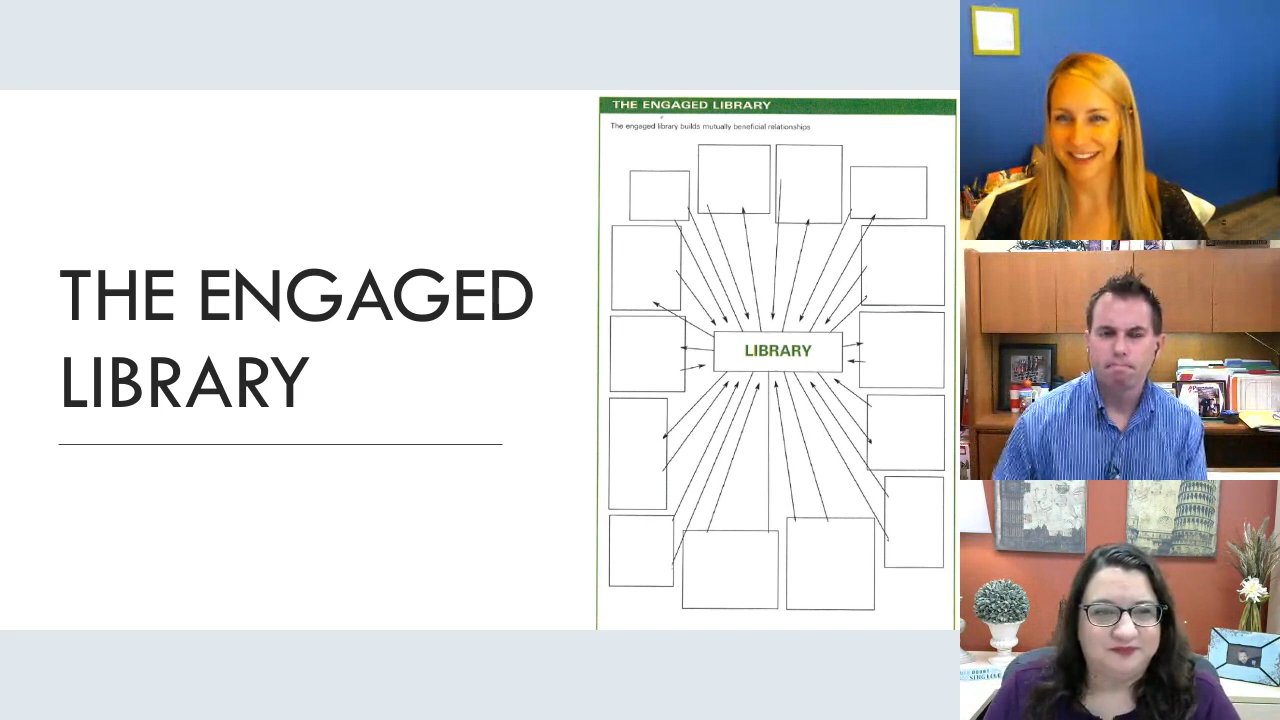 THE ENGAGED
LIBRARY
THE ENGAGED LIBRARY
The engaged library builds mutually beneficial relationships
LIBRARY